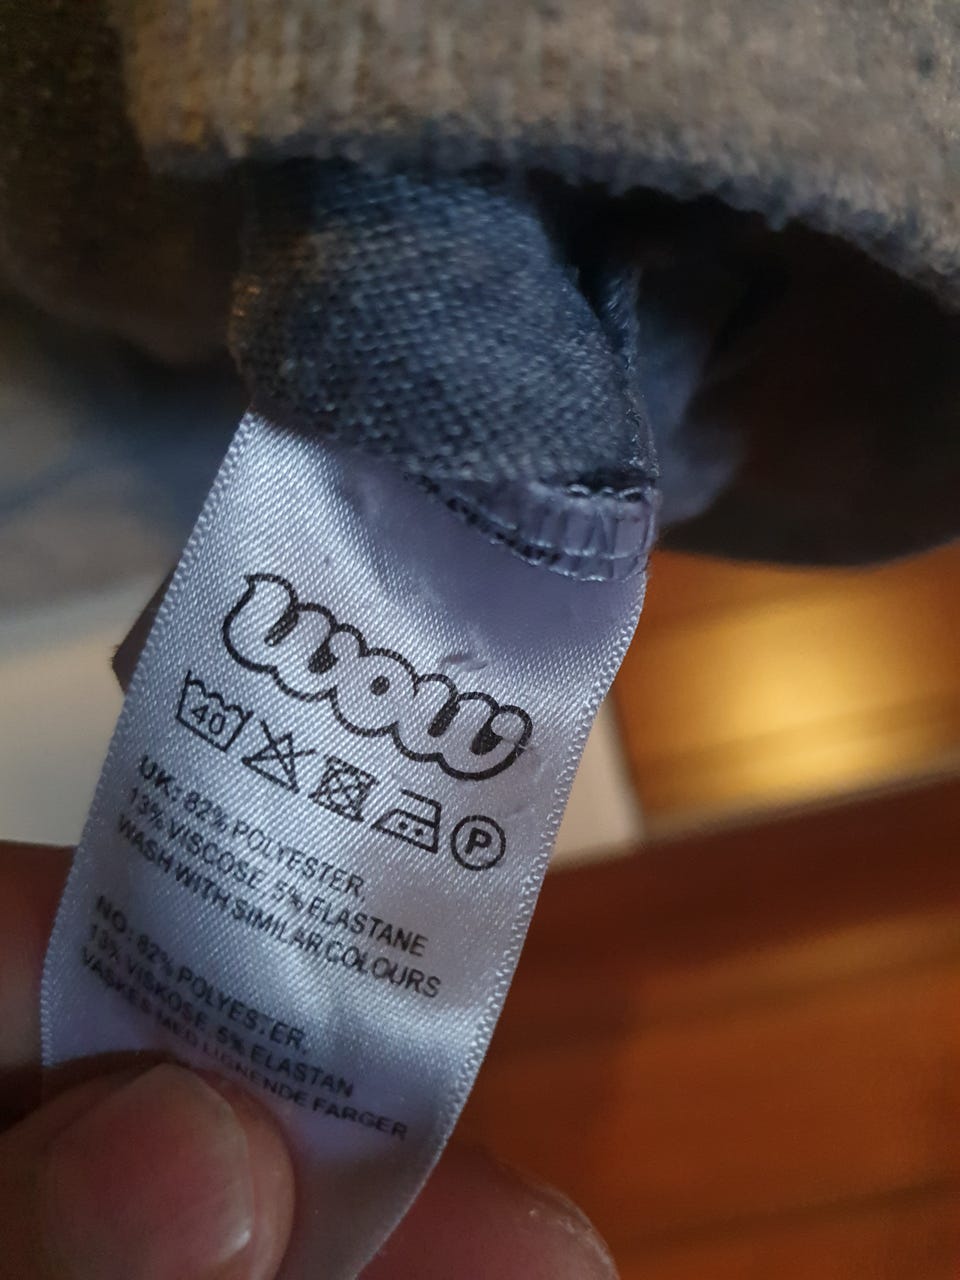 wow
40
P
UK: 82% POLYESTER,
13% VISCOSE, 5% ELASTANE
WASH WITH SIMILAR COLOURS
NO: 82% POLYESTER,
13% VISKOSE, 5% ELASTAN
VASKES MED LIGNENDE FARGER